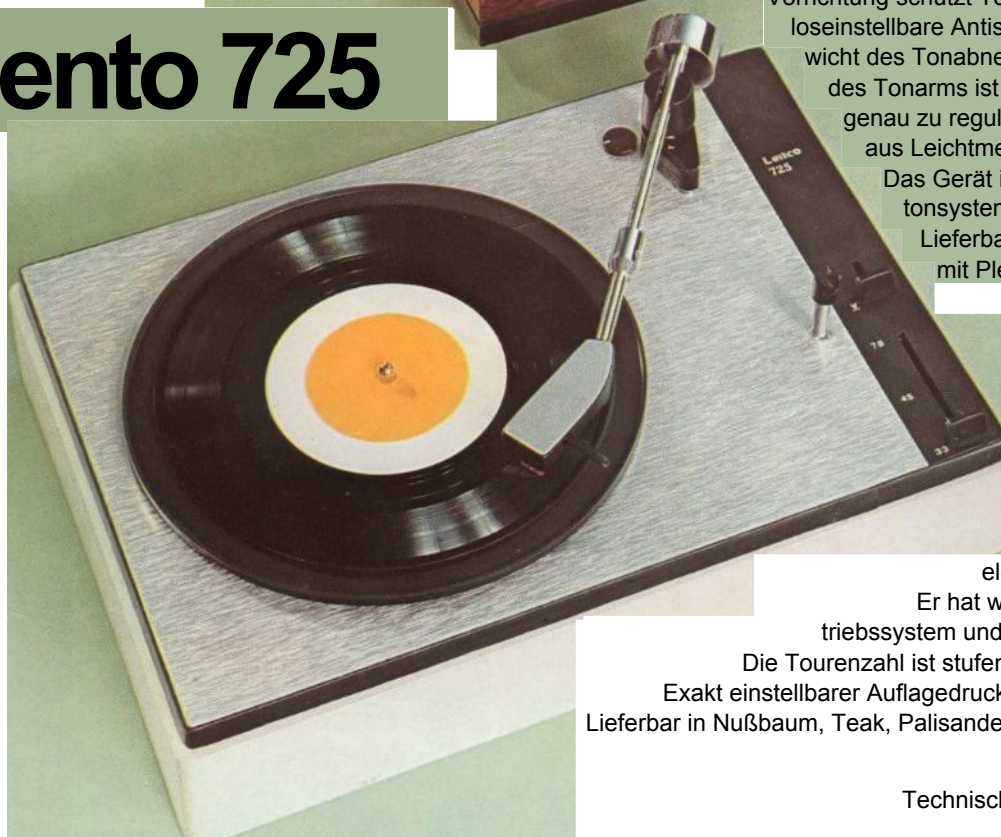 ento 725
Vorrichtung schützt To
loseinstellbare Antis
wicht des Tonabne
des Tonarms ist
genau zu regul
aus Leichtme
Das Gerät i
tonsysten
Lieferba
mit Ple
Lenco
725
X
78
45
33
el
Er hat w
triebssystem und
Die Tourenzahl ist stufer
Exakt einstellbarer Auflagedruck
Lieferbar in Nußbaum, Teak, Palisande
Technisch